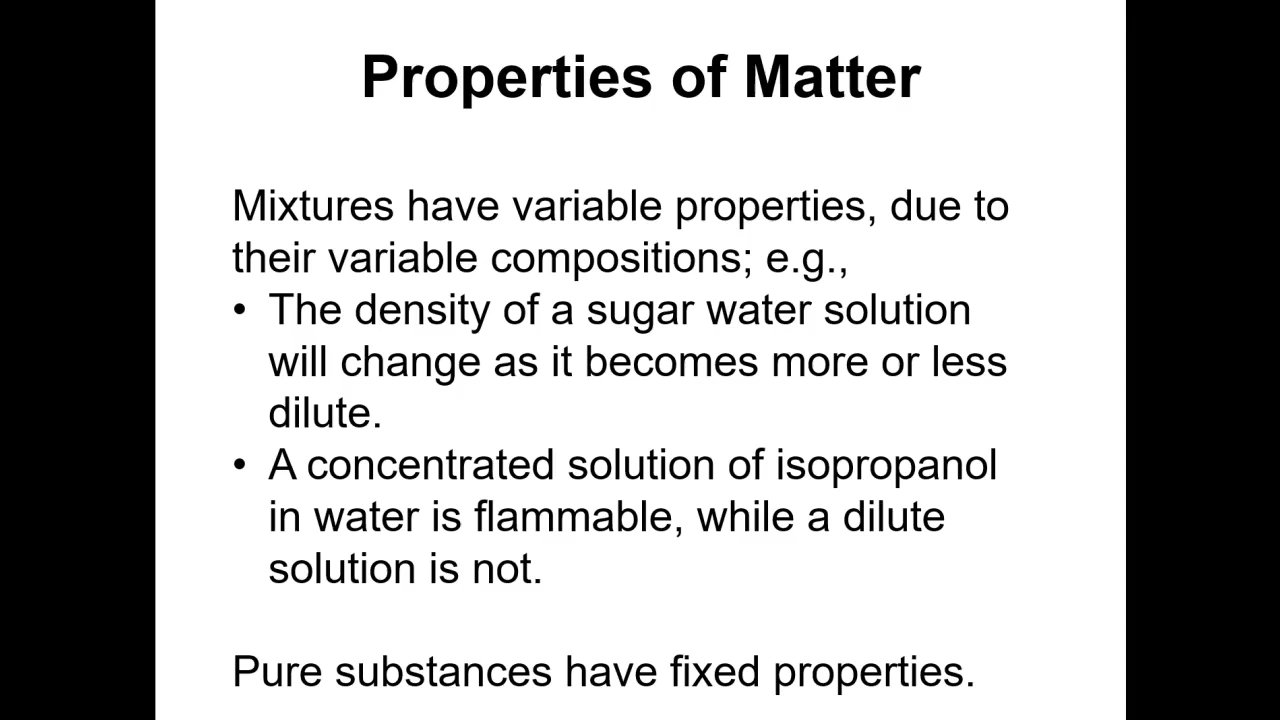 Properties of Matter
Mixtures have variable properties, due to
their variable compositions; e.g.,
• The density of a sugar water solution
will change as it becomes more or less
dilute.
• A concentrated solution of isopropanol
in water is flammable, while a dilute
solution is not.
Pure substances have fixed properties.